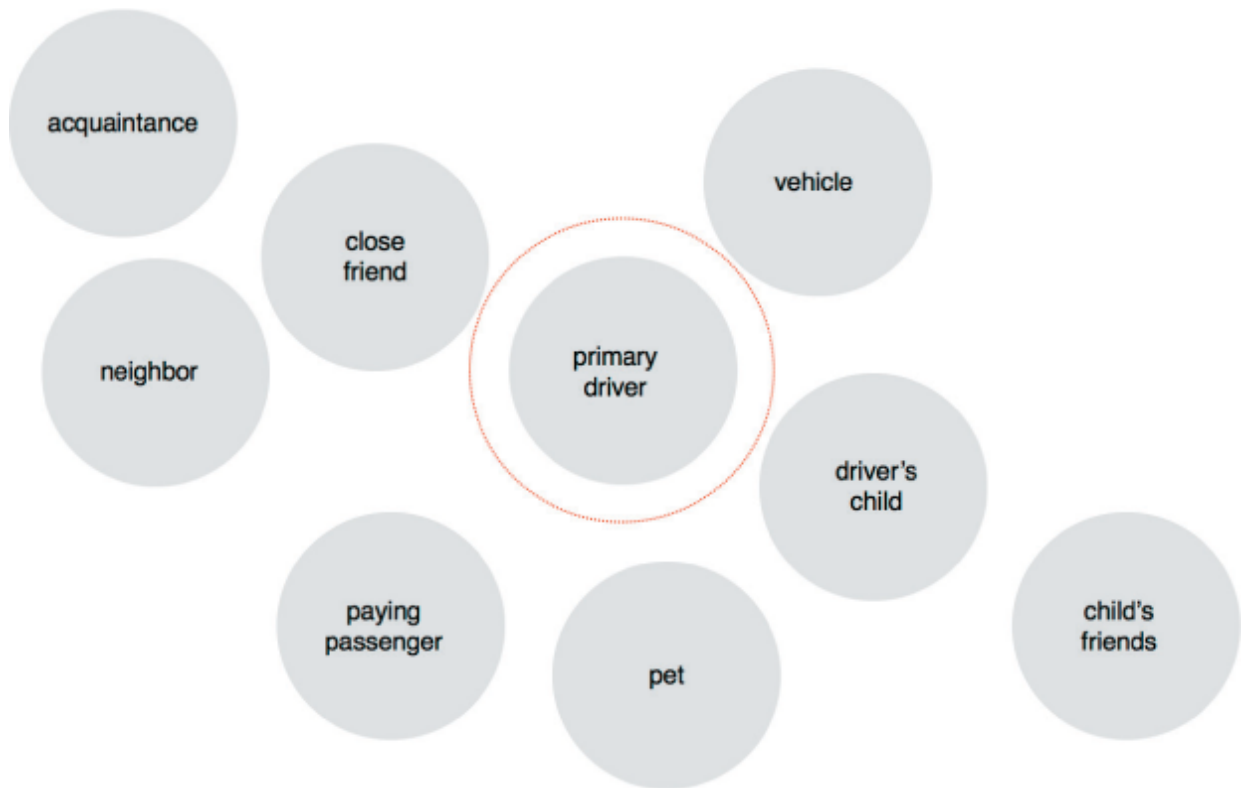 acquaintance
vehicle
close
friend
primary
driver
neighbor
driver’s
child
paying
passenger
child’s
friends
pet